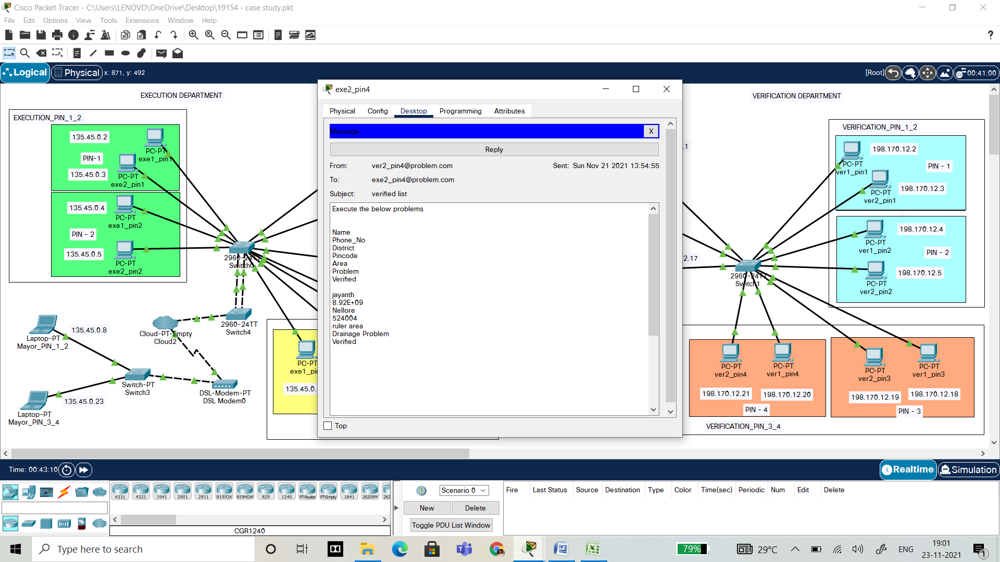 Cisco Packet Tracer - C:\Users\LENOVO\OneDrive\Desktop\19154 - case study.pkt
File Edit Options View Tools Extensions Window Help
Logical Physical x: 871, y: 492
[Root] 00:41:00
EXECUTION DEPARTMENT
EXECUTION_PIN_1_2
135.45.0.2
PC-PT
exe1_pin1
PIN-1
135.45.0.3
PC-PT
exe2_pin1
135.45.0.4
PC-PT
exe1_pin2
PIN - 2
135.45.0.5
PC-PT
exe2_pin2
2960-24TT
Switch0
2960-24TT
Switch4
Cloud-PT-Empty
Cloud2
135.45.0.8
Laptop-PT
Mayor_PIN_1_2
Switch-PT
Switch3
DSL-Modem-PT
DSL Modem0
135.45.0.23
Laptop-PT
Mayor_PIN_3_4
PC-PT
exe1_pi
135.45.0.
exe2_pin4
Physical Config Desktop Programming Attributes
Message X
Reply
From: ver2_pin4@problem.com Sent: Sun Nov 21 2021 13:54:55
To: exe2_pin4@problem.com
Subject: verified list
Execute the below problems
Name
Phone_No
District
Pincode
Area
Problem
Verified
jayanth
8.92E+09
Nellore
524004
ruler area
Drainage Problem
Verified
Top
VERIFICATION DEPARTMENT
.1
2.17
VERIFICATION_PIN_1_2
198.170.12.2
PC-PT
ver1_pin1
PIN - 1
198.170.12.3
PC-PT
ver2_pin1
198.170.12.4
PC-PT
ver1_pin2
PIN - 2
198.170.12.5
PC-PT
ver2_pin2
2960-24TT
Switch1
PC-PT
ver2_pin4
PC-PT
ver1_pin4
198.170.12.21
198.170.12.20
PIN - 4
PC-PT
ver2_pin3
PC-PT
ver1_pin3
198.170.12.19
198.170.12.18
PIN - 3
VERIFICATION_PIN_3_4
Time: 00:43:10
Realtime Simulation
4331 4321 1941 2901 2911 819IOX 819HGW 829 1240 PT-Router PT-Empty 1841 2620XM 262
CGR1240
Scenario 0
New Delete
Toggle PDU List Window
Fire Last Status Source Destination Type Color Time(sec) Periodic Num Edit Delete
Type here to search
79%
29°C
ENG
19:01
23-11-2021
1